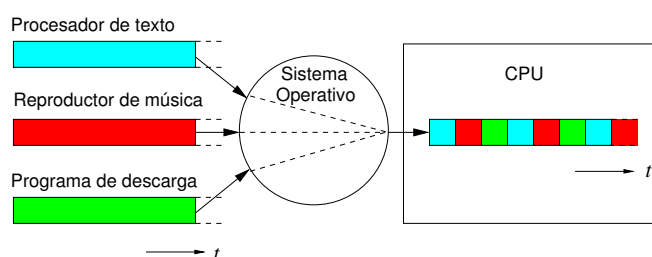 Procesador de texto
Reproductor de música
Programa de descarga
t
Sistema
Operativo
CPU
t